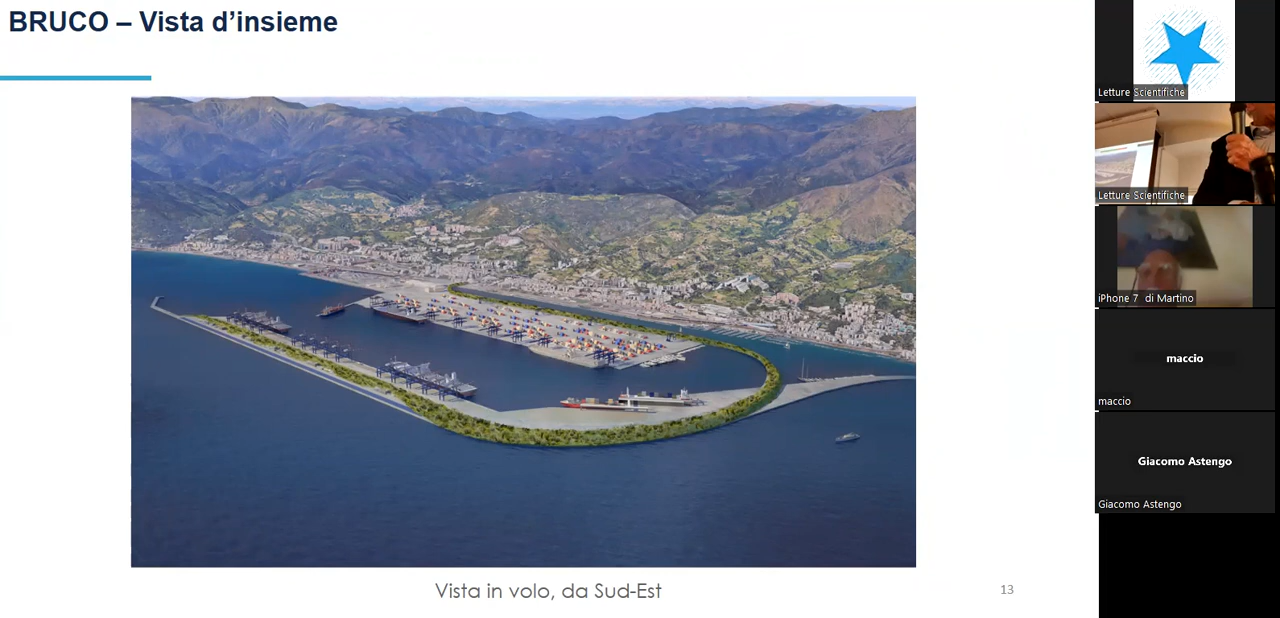 BRUCO – Vista d’insieme
Vista in volo, da Sud-Est
13
Letture Scientifiche
Letture Scientifiche
iPhone 7 di Martino
maccio
maccio
Giacomo Astengo
Giacomo Astengo